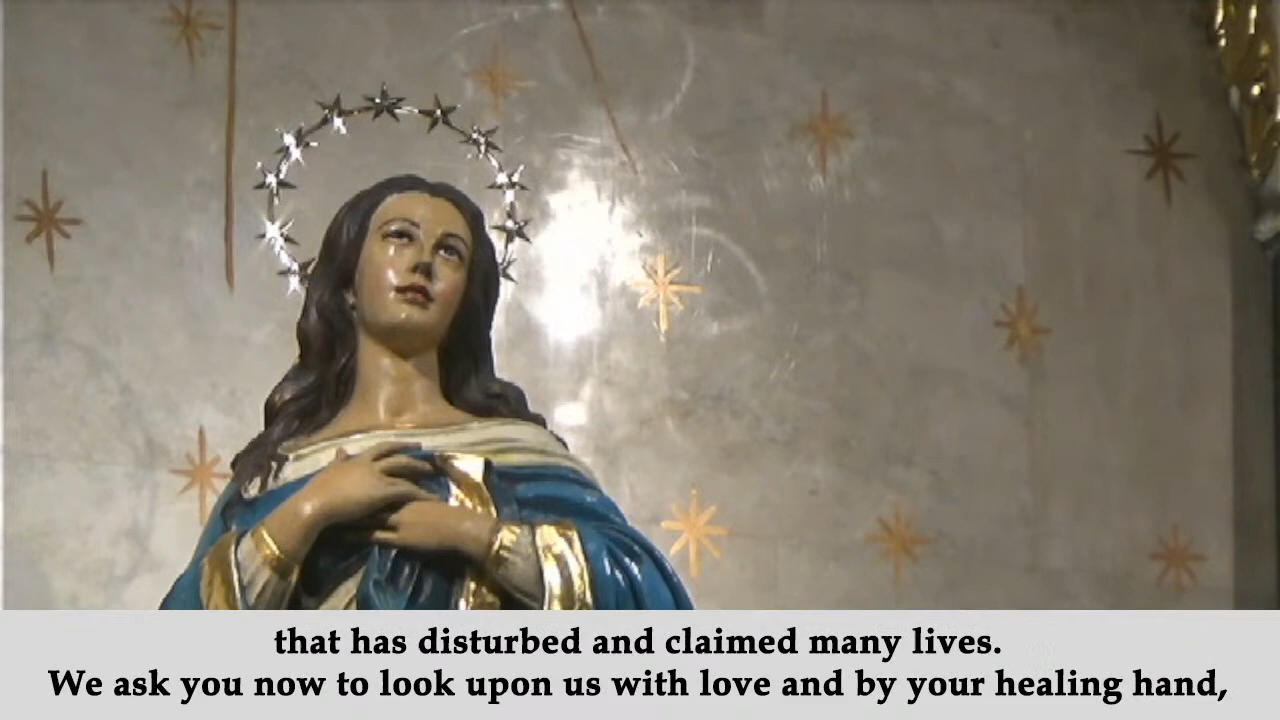 that has disturbed and claimed many lives.
We ask you now to look upon us with love and by your healing hand,